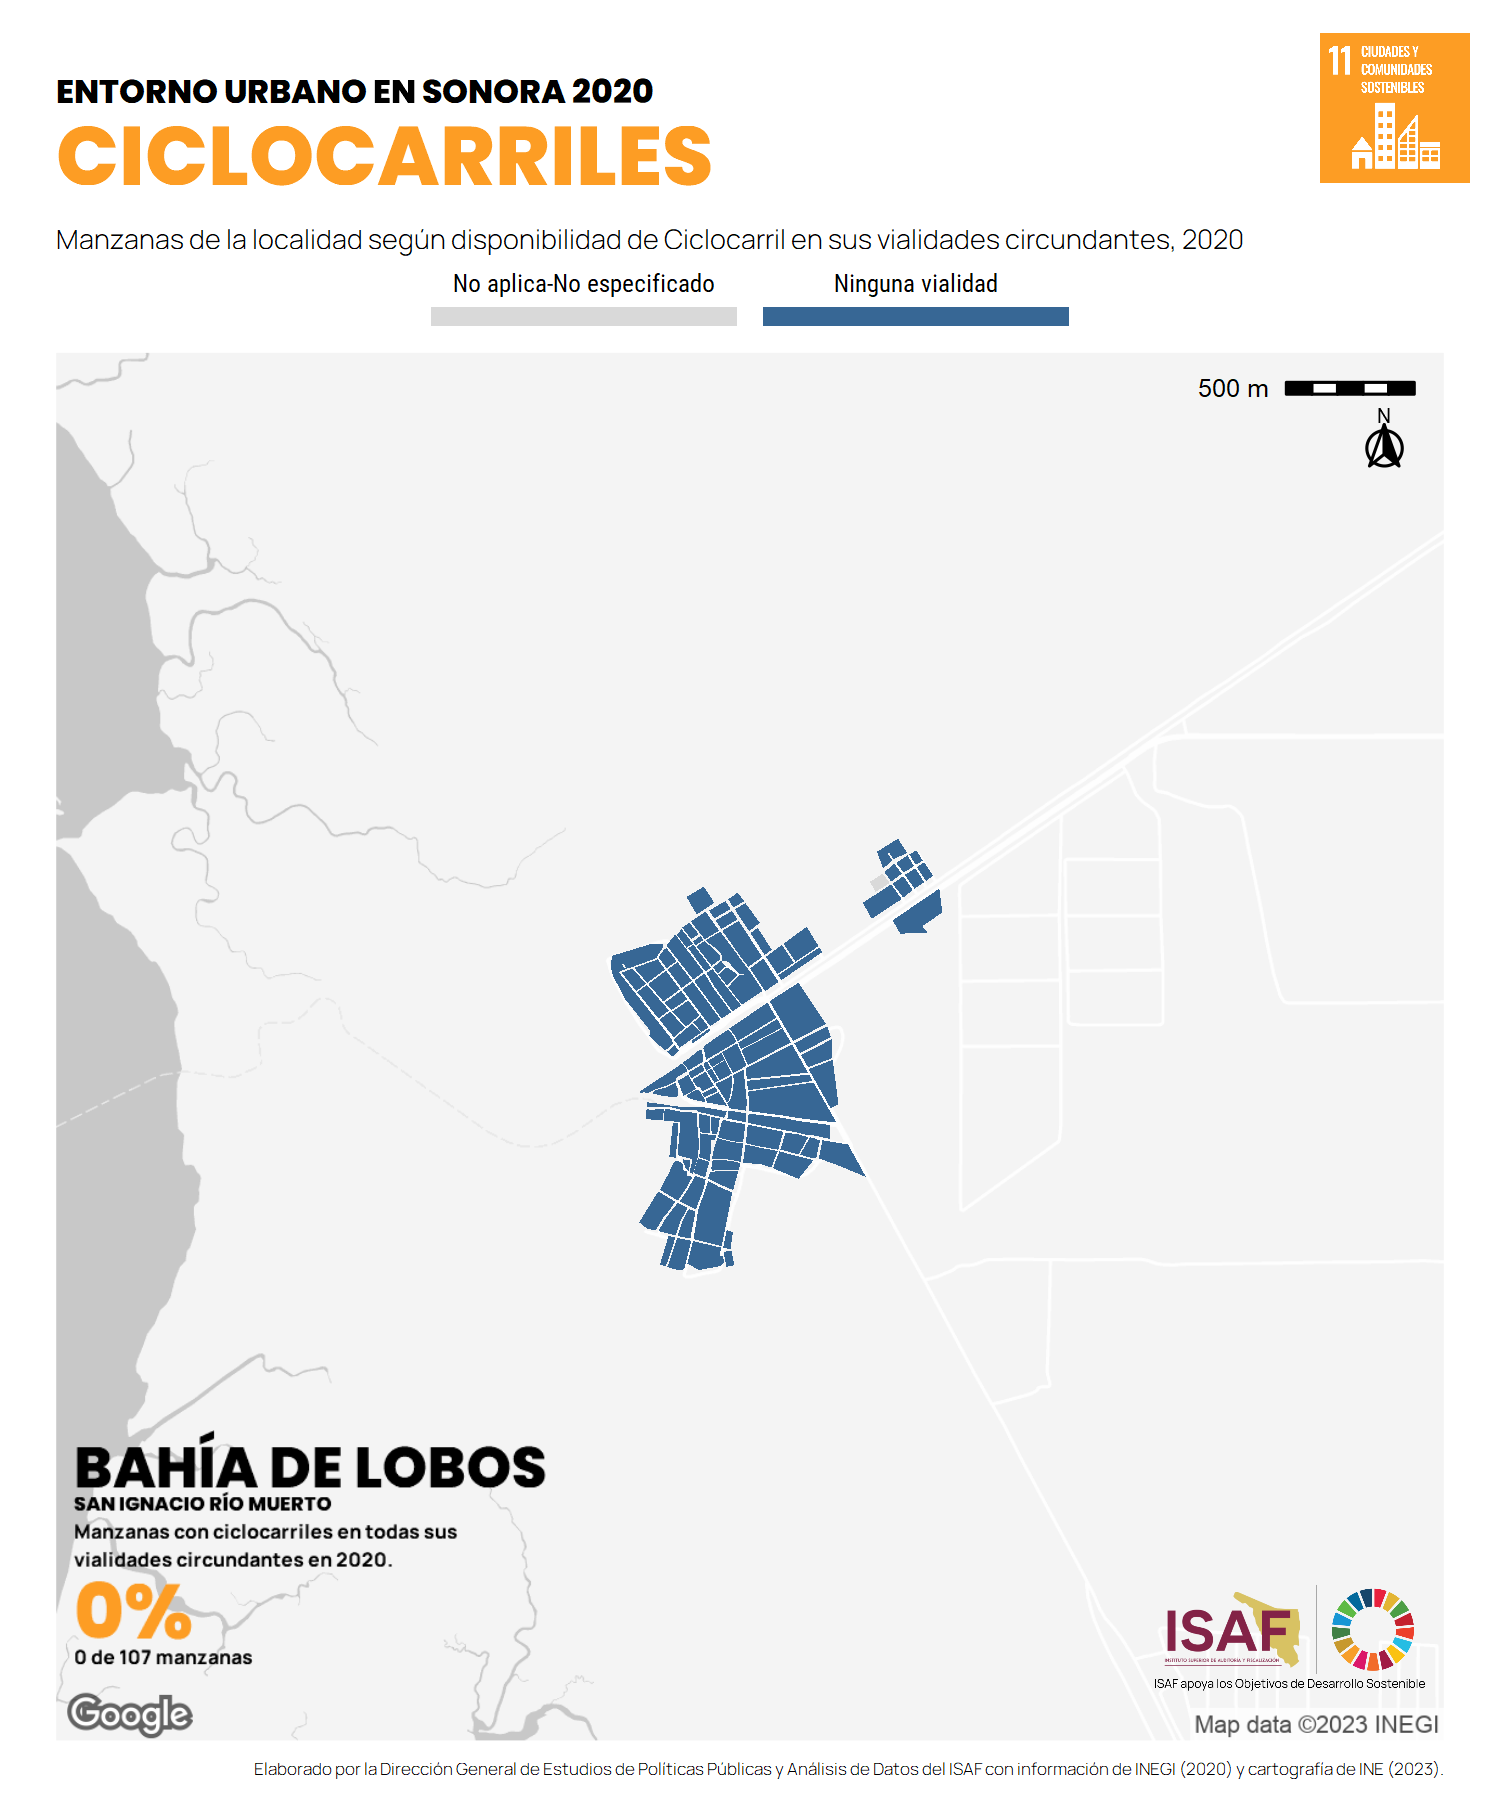 11 CIUDADES Y
COMUNIDADES
SOSTENIBLES
ENTORNO URBANO EN SONORA 2020
CICLOCARRILES
Manzanas de la localidad según disponibilidad de Ciclocarril en sus vialidades circundantes, 2020
No aplica-No especificado
Ninguna vialidad
500 m
N
BAHÍA DE LOBOS
SAN IGNACIO RÍO MUERTO
Manzanas con ciclocarriles en todas sus
vialidades circundantes en 2020.
0%
0 de 107 manzanas
Google
ISAF
INSTITUTO SUPERIOR DE AUDITORÍA Y FISCALIZACIÓN
ISAF apoya los Objetivos de Desarrollo Sostenible
Map data ©2023 INEGI
Elaborado por la Dirección General de Estudios de Políticas Públicas y Análisis de Datos del ISAF con información de INEGI (2020) y cartografía de INE (2023).